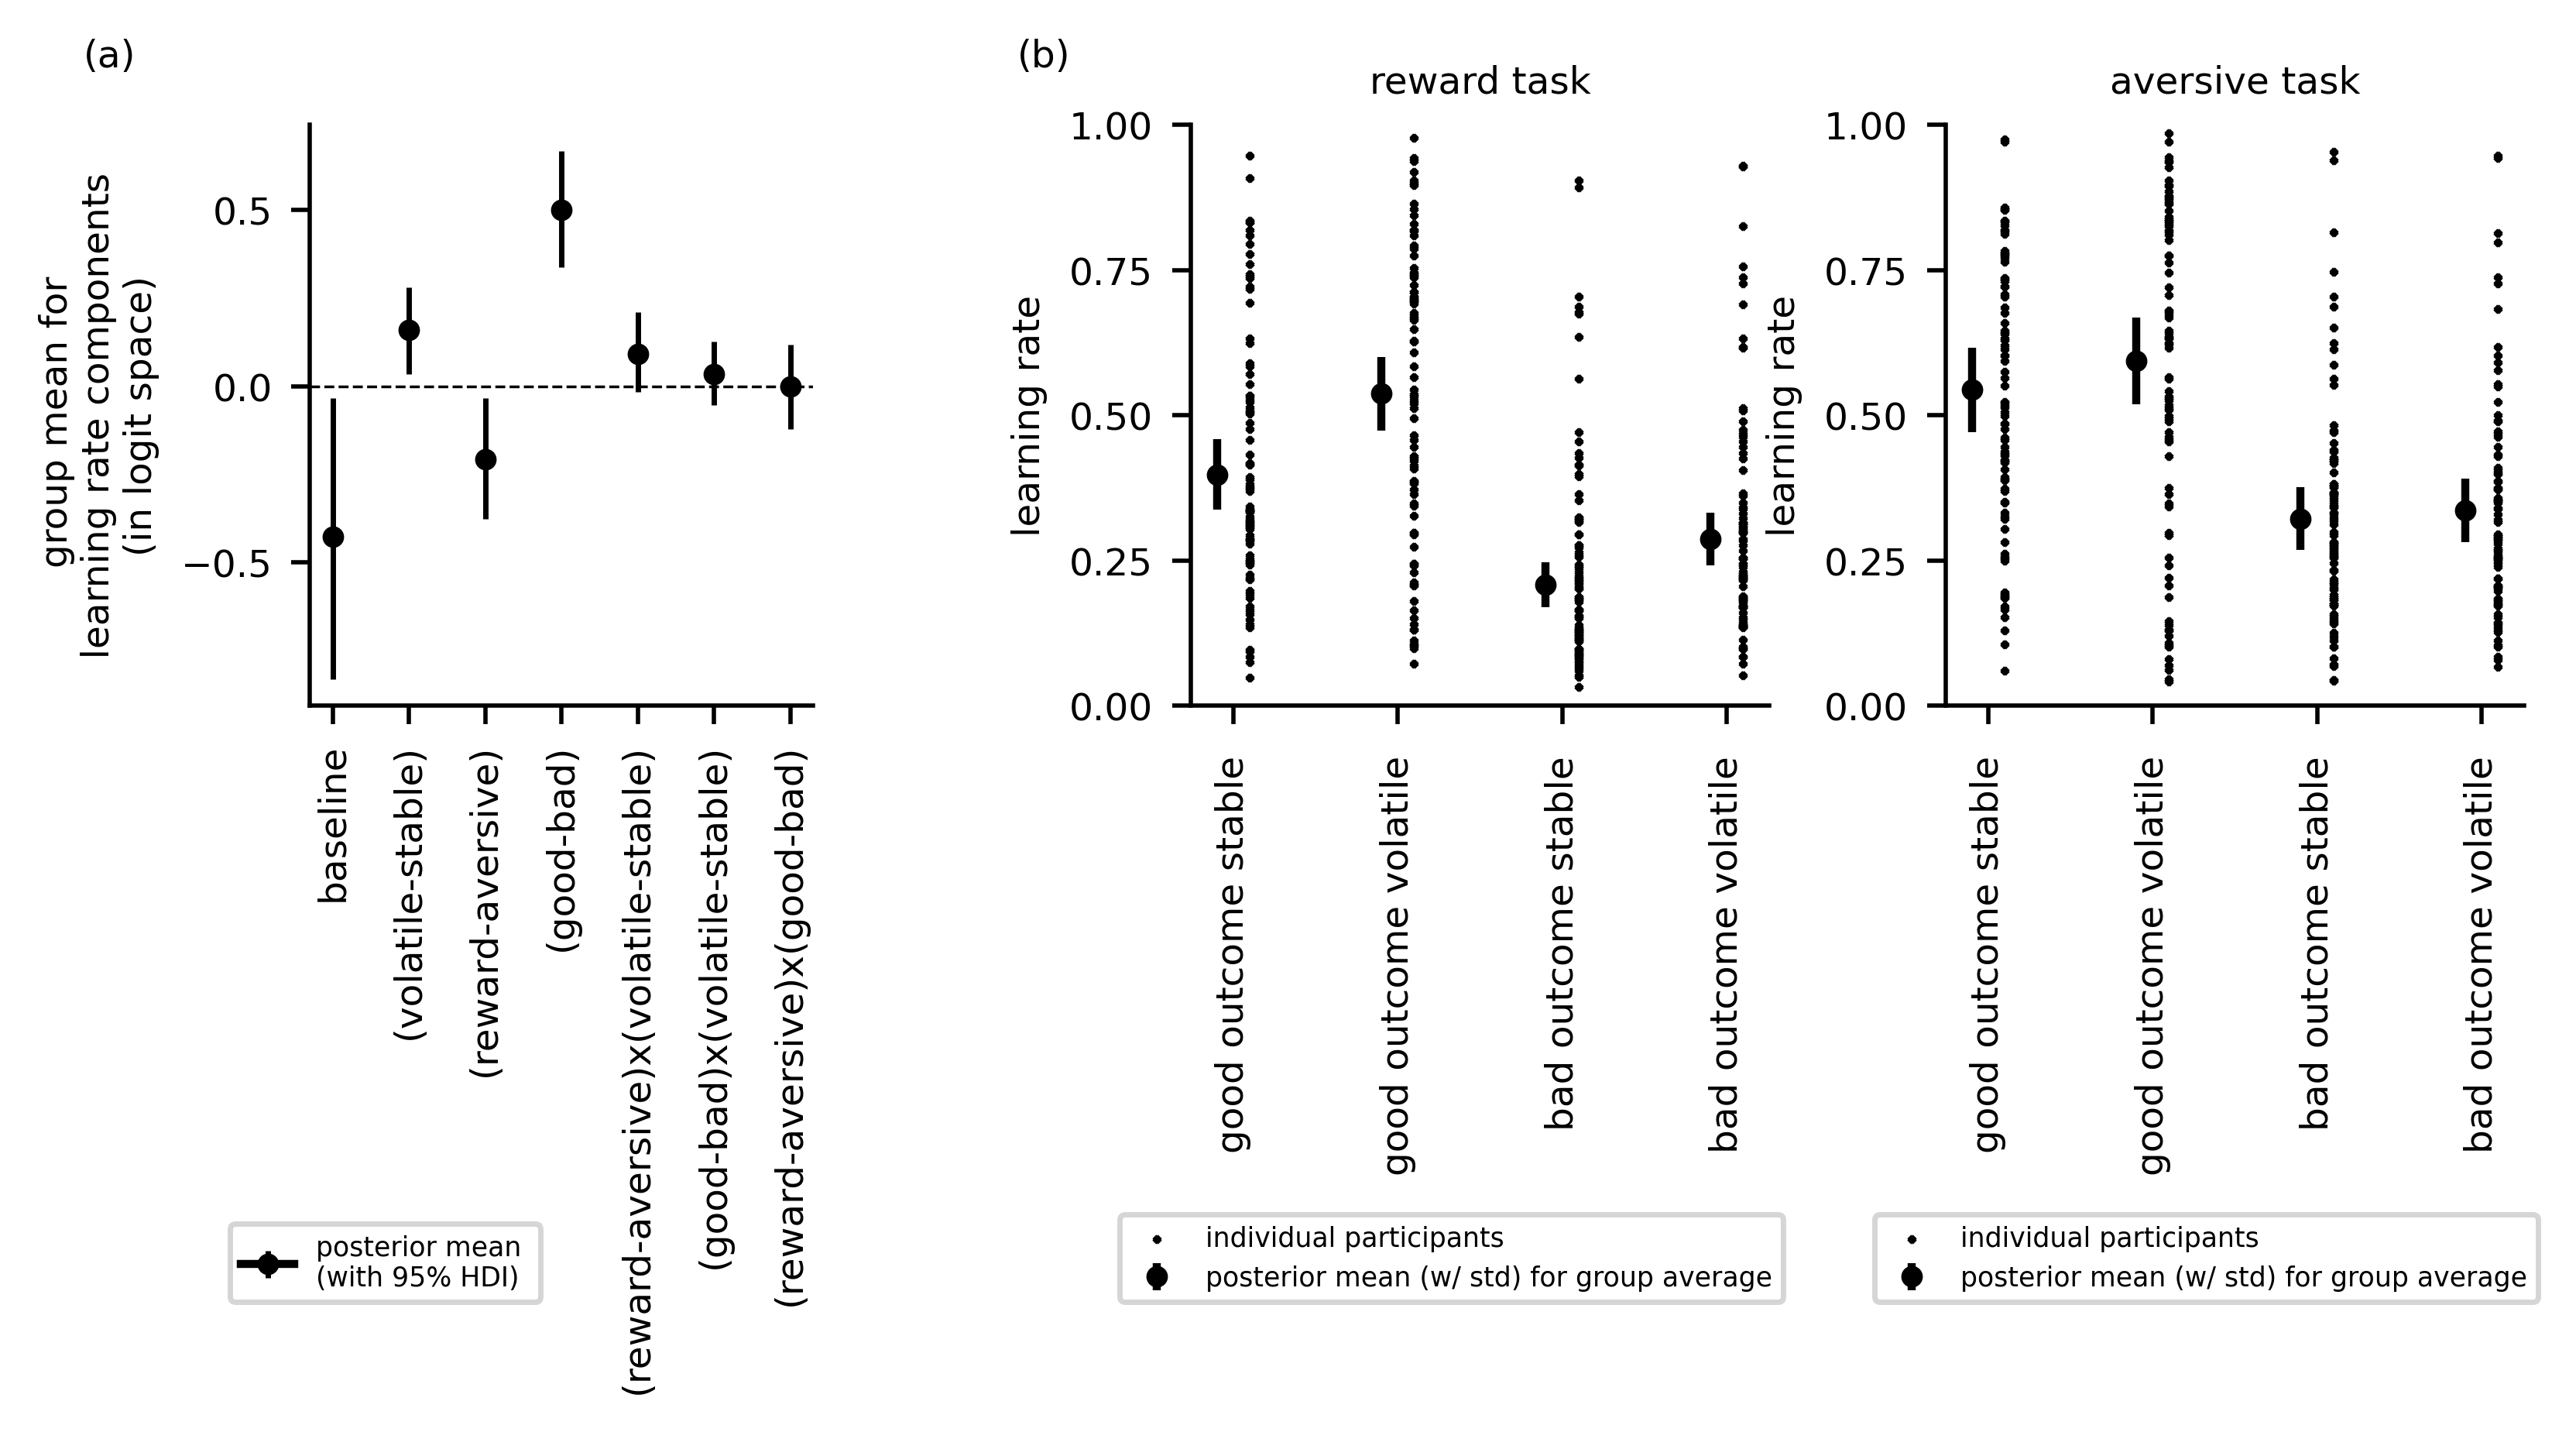 (a)
group mean for
learning rate components
(in logit space)
0.5
0.0
−0.5
baseline
(volatile-stable)
(reward-aversive)
(good-bad)
(reward-aversive)x(volatile-stable)
(good-bad)x(volatile-stable)
(reward-aversive)x(good-bad)
posterior mean
(with 95% HDI)
(b)
reward task
learning rate
1.00
0.75
0.50
0.25
0.00
good outcome stable
good outcome volatile
bad outcome stable
bad outcome volatile
individual participants
posterior mean (w/ std) for group average
aversive task
learning rate
1.00
0.75
0.50
0.25
0.00
good outcome stable
good outcome volatile
bad outcome stable
bad outcome volatile
individual participants
posterior mean (w/ std) for group average